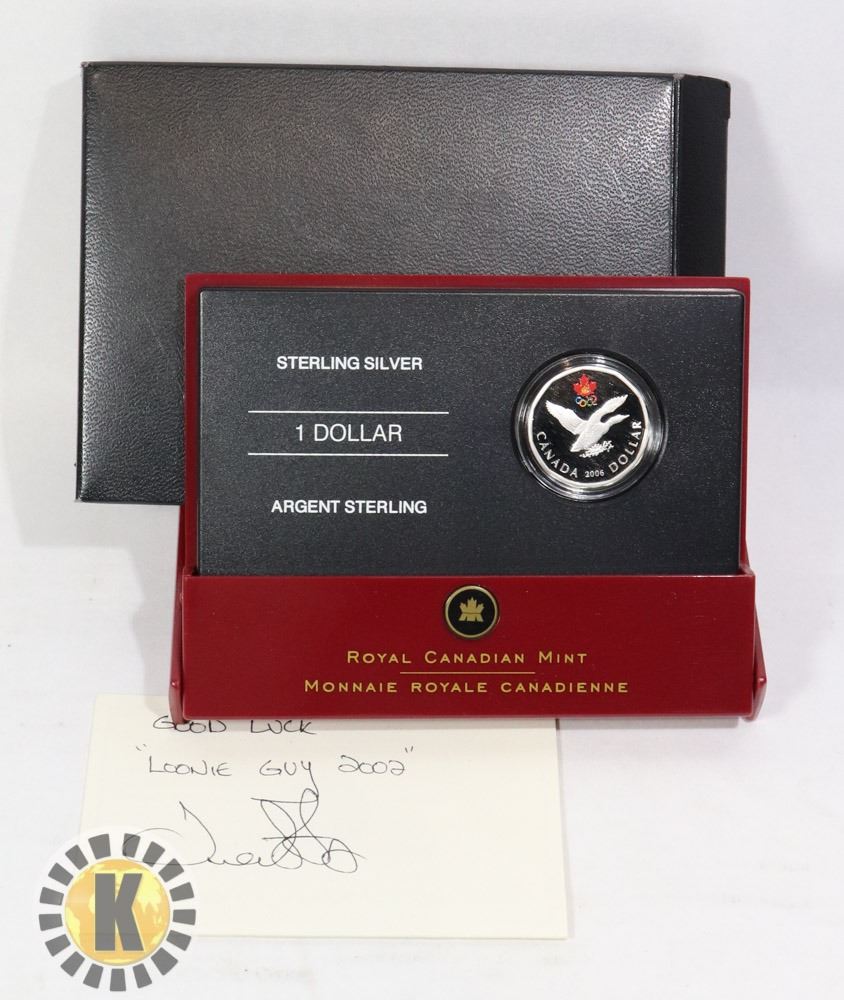 STERLING SILVER
1 DOLLAR
ARGENT STERLING
CANADA 2006 DOLLAR
ROYAL CANADIAN MINT
MONNAIE ROYALE CANADIENNE
GOOD LUCK
"LOONIE GUY 2002"
K